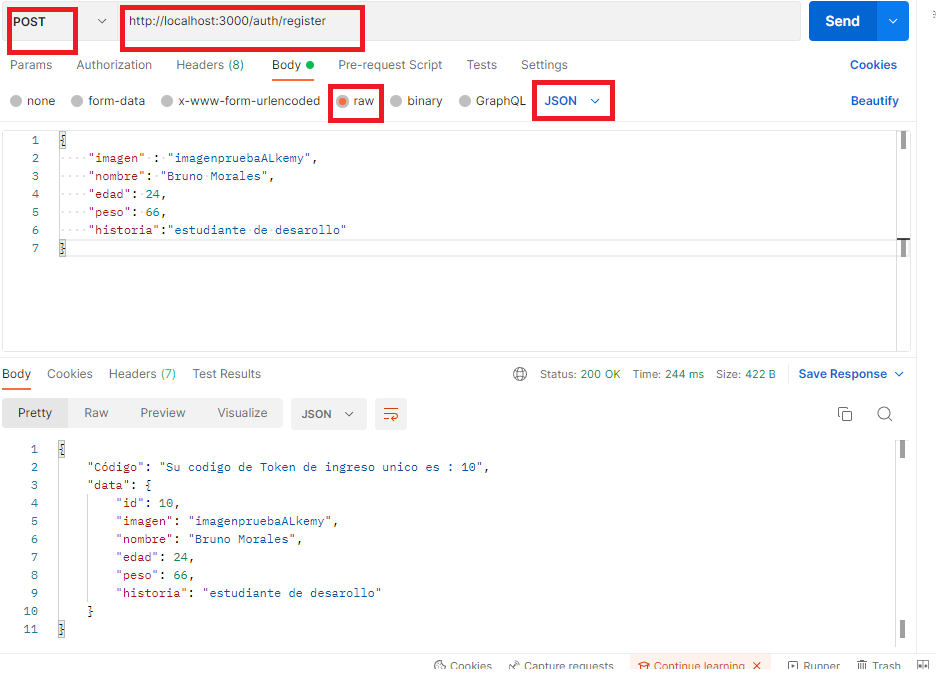 POST http://localhost:3000/auth/register Send
Params Authorization Headers (8) Body Pre-request Script Tests Settings Cookies
none form-data x-www-form-urlencoded raw binary GraphQL JSON Beautify
1 {
2 "imagen" : "imagenpruebaALkemy",
3 "nombre": "Bruno Morales",
4 "edad": 24,
5 "peso": 66,
6 "historia":"estudiante de desarollo"
7 }
Body Cookies Headers (7) Test Results Status: 200 OK Time: 244 ms Size: 422 B Save Response
Pretty Raw Preview Visualize JSON
1 {
2 "Código": "Su codigo de Token de ingreso unico es : 10",
3 "data": {
4 "id": 10,
5 "imagen": "imagenpruebaALkemy",
6 "nombre": "Bruno Morales",
7 "edad": 24,
8 "peso": 66,
9 "historia": "estudiante de desarollo"
10 }
11 }
Cookies Capture requests Continue learning Runner Trash